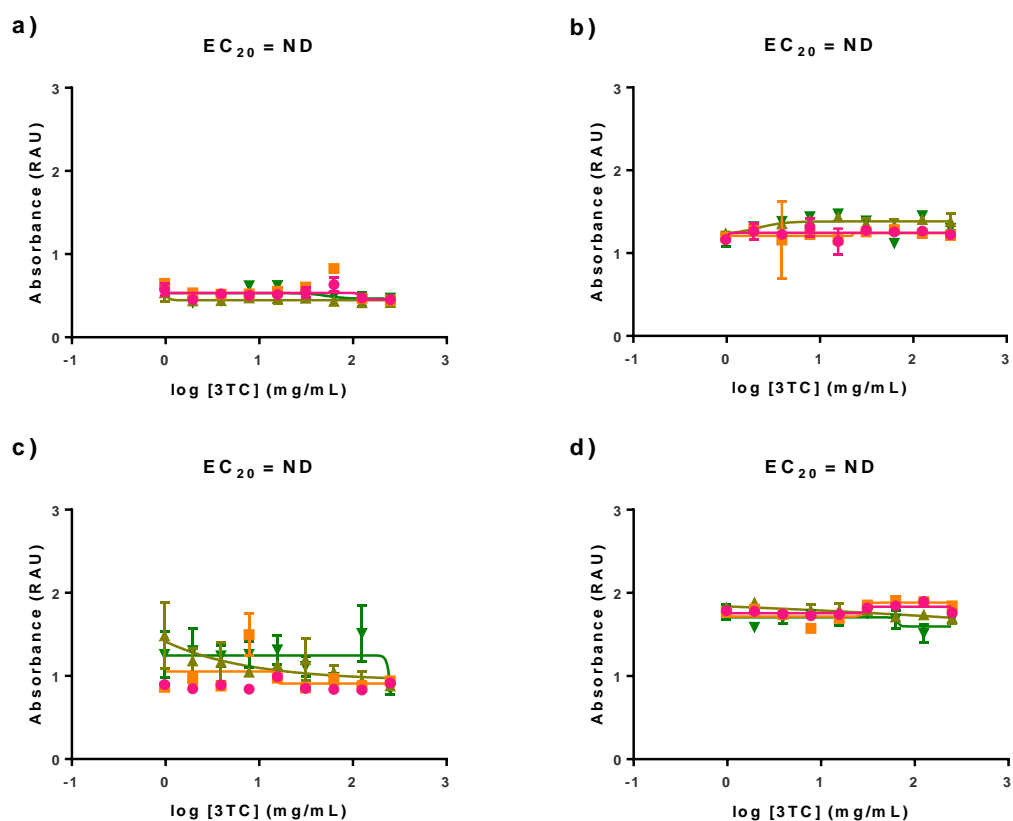 a)
EC20 = ND
Absorbance (RAU)
3
2
1
0
-1 0 1 2 3
log [3TC] (mg/mL)
b)
EC20 = ND
Absorbance (RAU)
3
2
1
0
-1 0 1 2 3
log [3TC] (mg/mL)
c)
EC20 = ND
Absorbance (RAU)
3
2
1
0
-1 0 1 2 3
log [3TC] (mg/mL)
d)
EC20 = ND
Absorbance (RAU)
3
2
1
0
-1 0 1 2 3
log [3TC] (mg/mL)